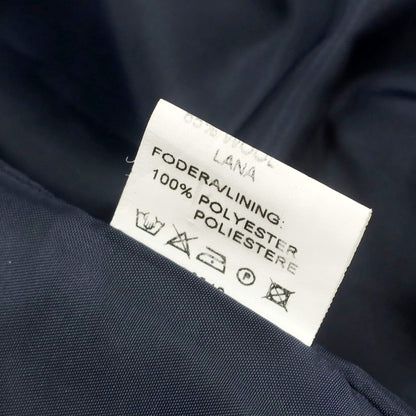 WOOL
LANA
FODERA/LINING:
100% POLYESTER
POLIESTERE